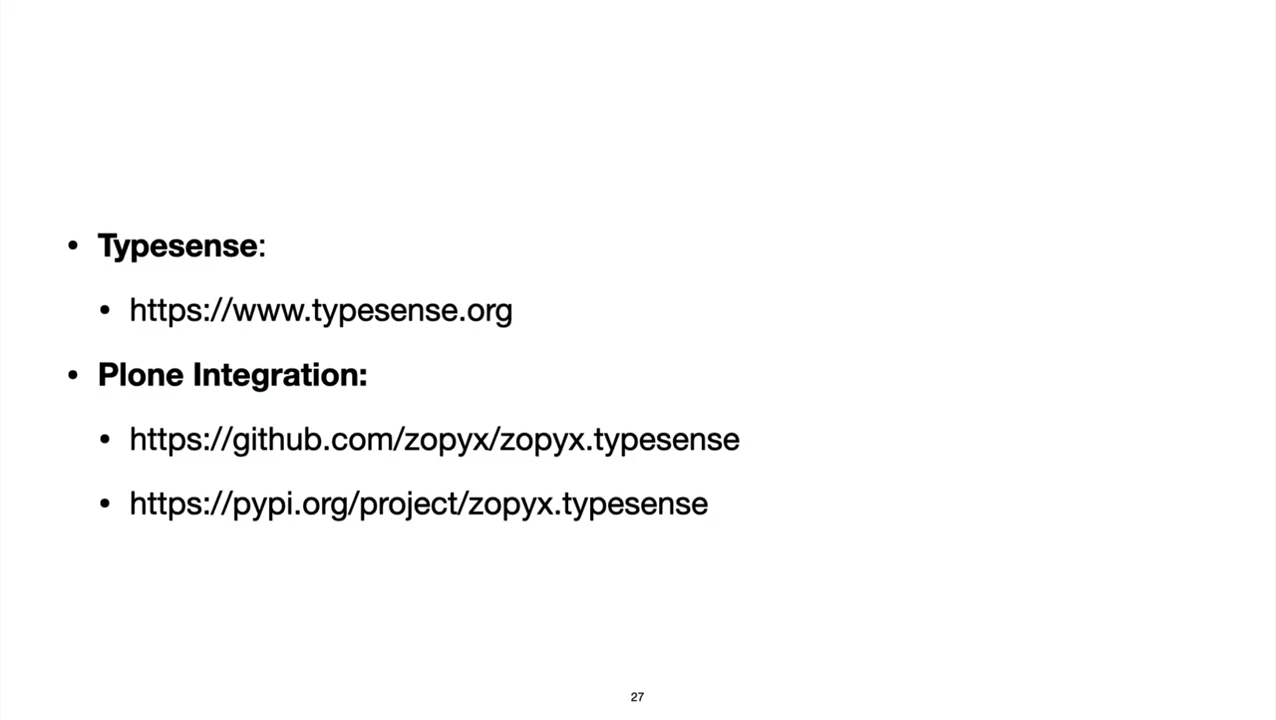 • Typesense:
• https://www.typesense.org
• Plone Integration:
• https://github.com/zopyx/zopyx.typesense
• https://pypi.org/project/zopyx.typesense
27